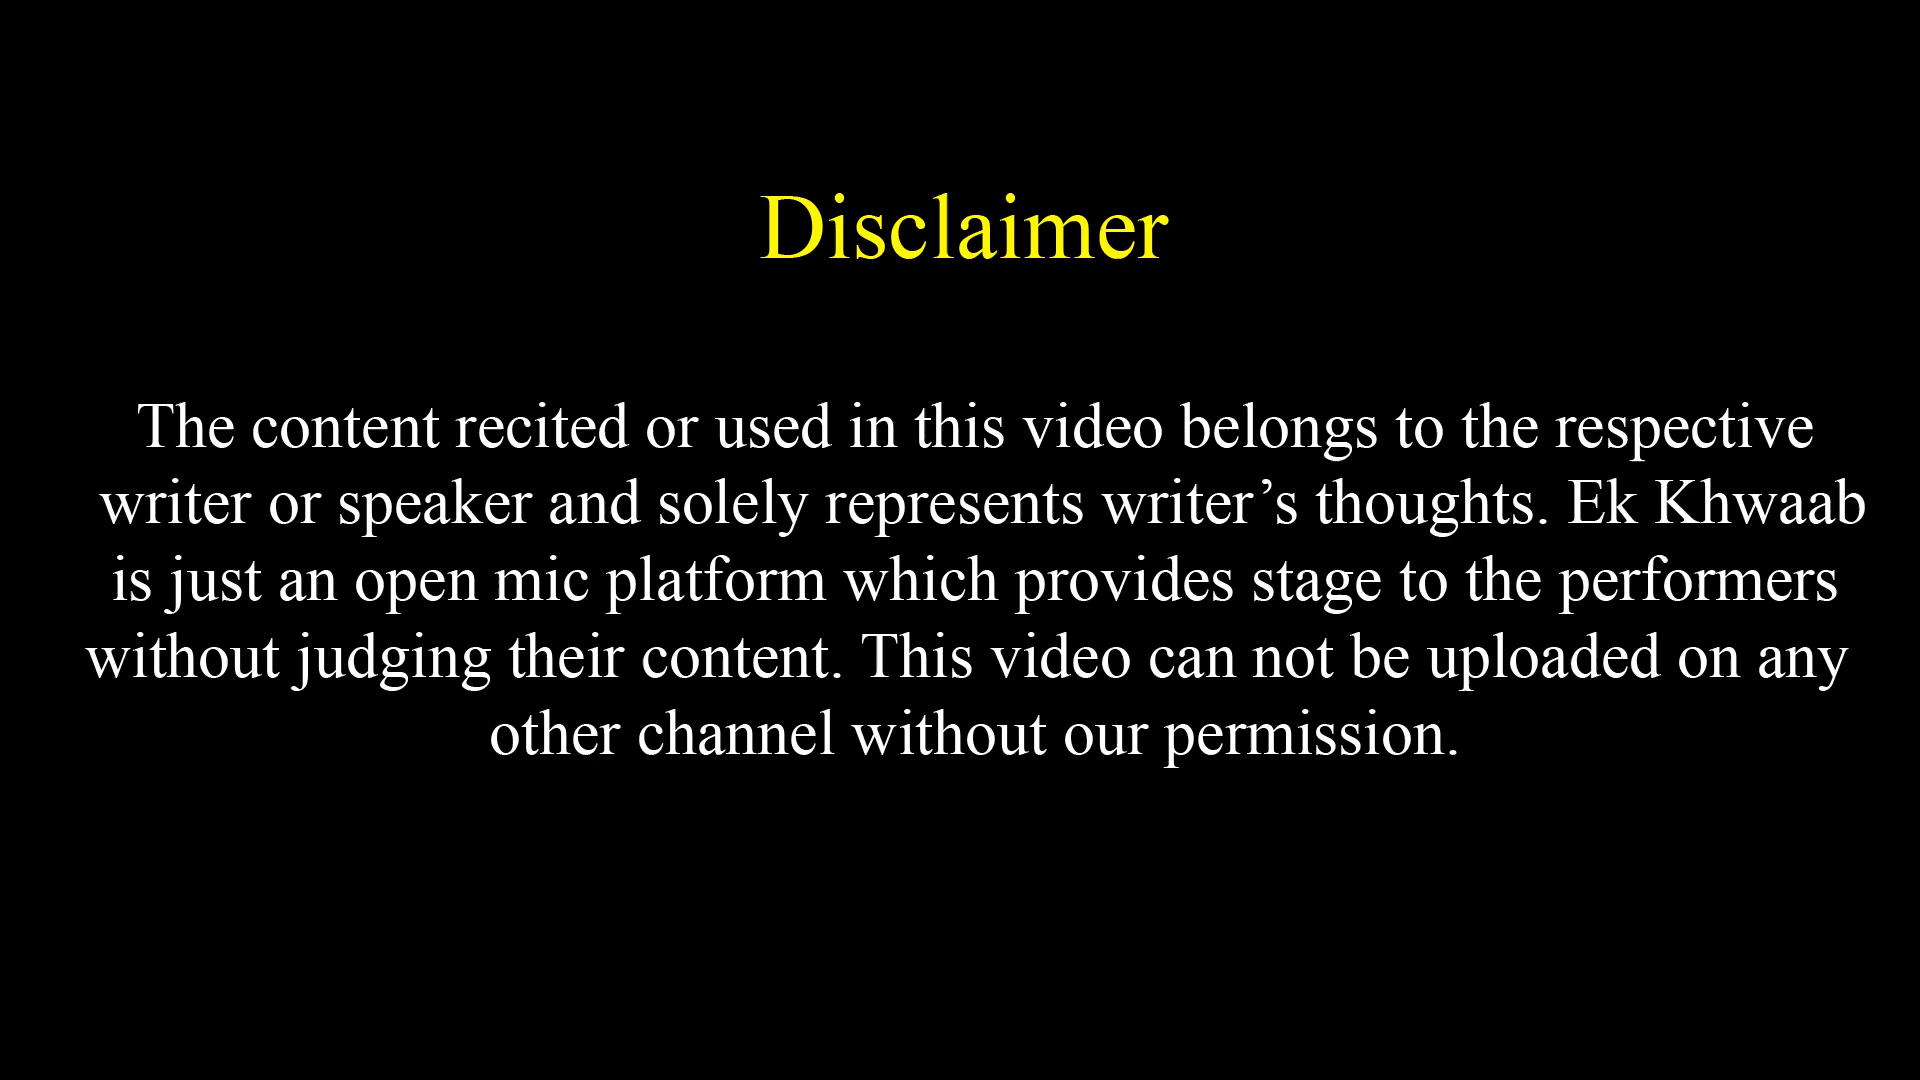 Disclaimer
The content recited or used in this video belongs to the respective
writer or speaker and solely represents writer’s thoughts. Ek Khwaab
is just an open mic platform which provides stage to the performers
without judging their content. This video can not be uploaded on any
other channel without our permission.